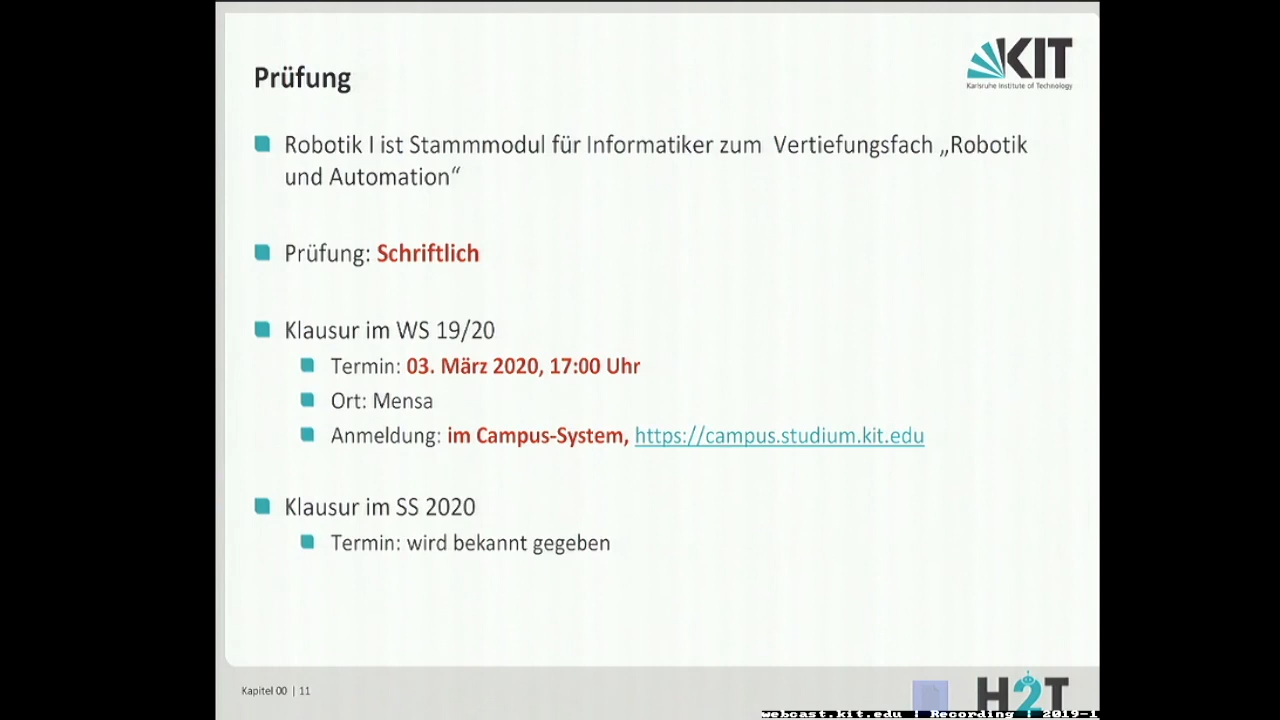 Prüfung
KIT
Karlsruhe Institute of Technology
Robotik I ist Stammmodul für Informatiker zum Vertiefungsfach „Robotik
und Automation“
Prüfung: Schriftlich
Klausur im WS 19/20
Termin: 03. März 2020, 17:00 Uhr
Ort: Mensa
Anmeldung: im Campus-System, https://campus.studium.kit.edu
Klausur im SS 2020
Termin: wird bekannt gegeben
Kapitel 00 | 11
H2T
webcast.kit.edu ! Recording ! 2019-1